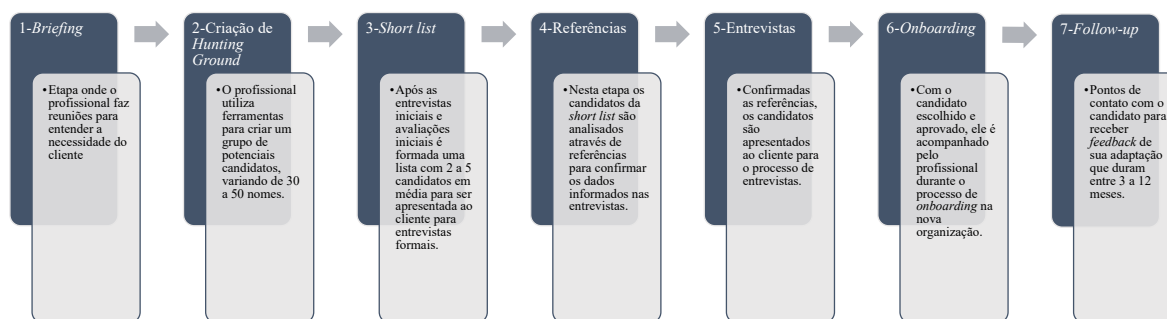 1-Briefing
•Etapa onde o
profissional faz
reuniões para
entender a
necessidade do
cliente
2-Criação de
Hunting
Ground
•O profissional
utiliza
ferramentas
para criar um
grupo de
potenciais
candidatos,
variando de 30
a 50 nomes.
3-Short list
•Após as
entrevistas
iniciais e
avaliações
iniciais é
formada uma
lista com 2 a 5
candidatos em
média para ser
apresentada ao
cliente para
entrevistas
formais.
4-Referências
•Nesta etapa os
candidatos da
short list são
analisados
através de
referências
para confirmar
os dados
informados nas
entrevistas.
5-Entrevistas
•Confirmadas
as referências,
os candidatos
são
apresentados
ao cliente para
o processo de
entrevistas.
6-Onboarding
•Com o
candidato
escolhido e
aprovado, ele é
acompanhado
pelo
profissional
durante o
processo de
onboarding na
nova
organização.
7-Follow-up
•Pontos de
contato com o
candidato para
receber
feedback de
sua adaptação
que duram
entre 3 a 12
meses.